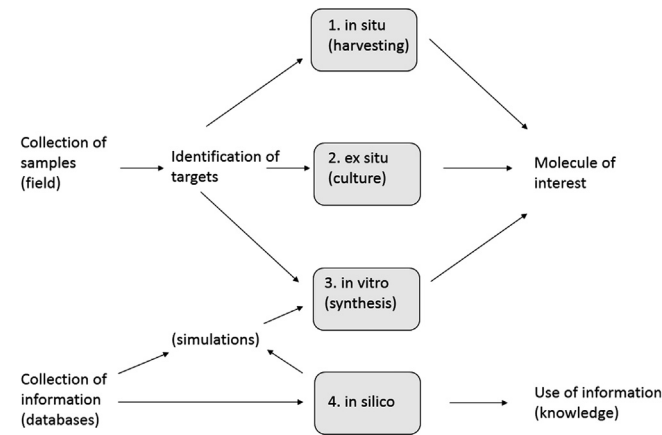 1. in situ
(harvesting)
Collection of
samples
(field)
Identification of
targets
2. ex situ
(culture)
Molecule of
interest
3. in vitro
(synthesis)
(simulations)
Collection of
information
(databases)
4. in silico
Use of information
(knowledge)